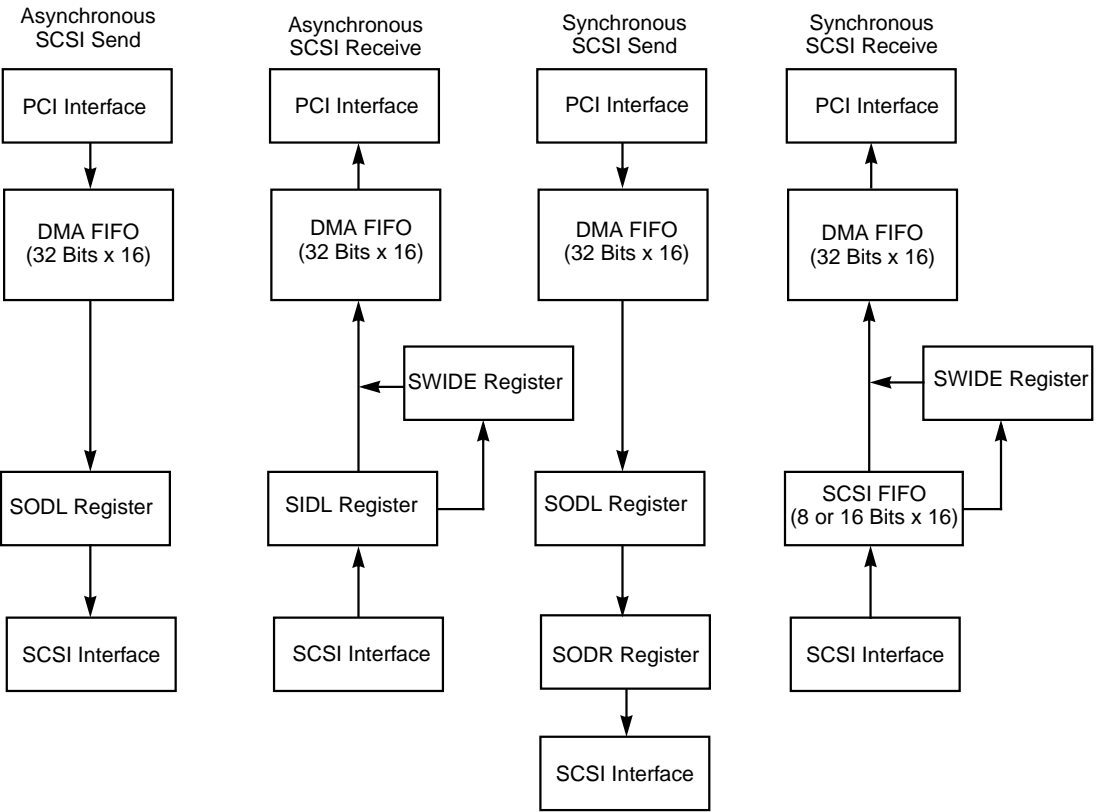 Asynchronous
SCSI Send
PCI Interface
DMA FIFO
(32 Bits x 16)
SODL Register
SCSI Interface
Asynchronous
SCSI Receive
PCI Interface
DMA FIFO
(32 Bits x 16)
SWIDE Register
SIDL Register
SCSI Interface
Synchronous
SCSI Send
PCI Interface
DMA FIFO
(32 Bits x 16)
SODL Register
SODR Register
SCSI Interface
Synchronous
SCSI Receive
PCI Interface
DMA FIFO
(32 Bits x 16)
SWIDE Register
SCSI FIFO
(8 or 16 Bits x 16)
SCSI Interface